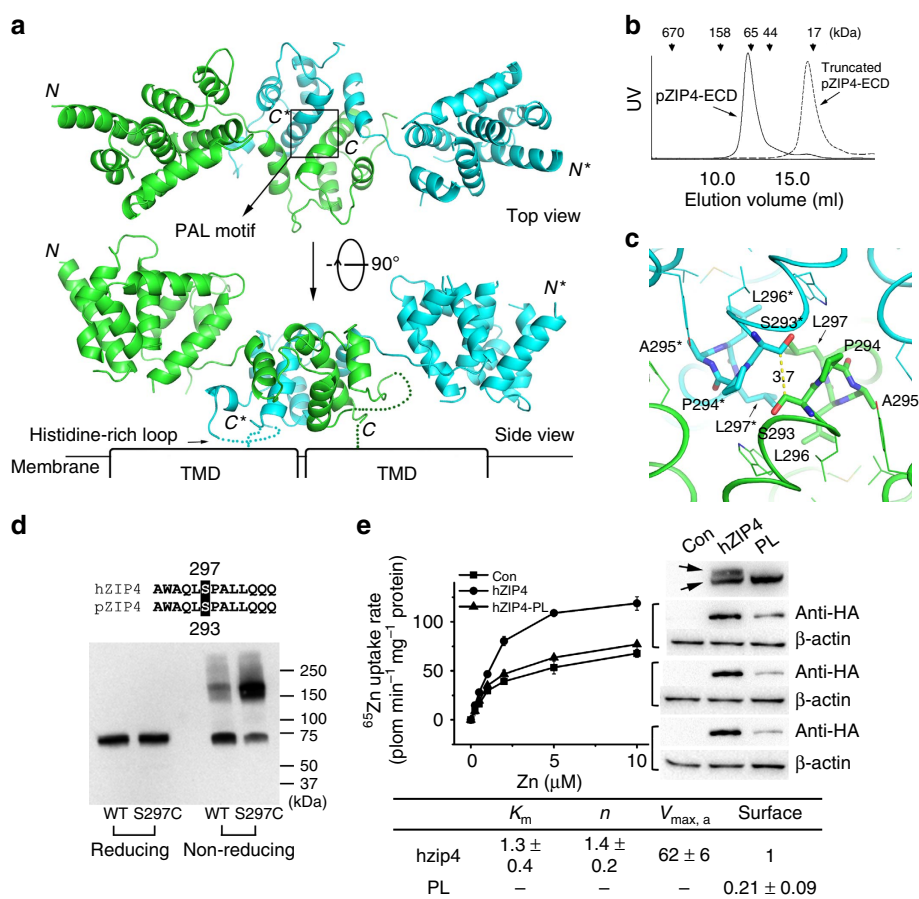 a
N
C*
C
N*
PAL motif
Top view
90°
N
N*
C*
C
Histidine-rich loop
Side view
Membrane
TMD
TMD
b
670
158
65
44
17
(kDa)
UV
pZIP4-ECD
Truncated
pZIP4-ECD
10.0
15.0
Elution volume (ml)
c
L296*
S293*
L297
A295*
P294
3.7
P294*
A295
L297*
S293
L296
d
297
hZIP4 AWAQLSPALLQQQ
pZIP4 AWAQLSPALLQQQ
293
250
150
100
75
50
37
(kDa)
WT S297C
WT S297C
Reducing
Non-reducing
e
Con
hZIP4
hZIP4-PL
65Zn uptake rate
(plom min−1 mg−1 protein)
100
50
0
0
5
10
Zn (μM)
Con
hZIP4
PL
Anti-HA
β-actin
Anti-HA
β-actin
Anti-HA
β-actin
Km n Vmax, a Surface
hzip4 1.3 ± 0.4 1.4 ± 0.2 62 ± 6 1
PL – – – 0.21 ± 0.09